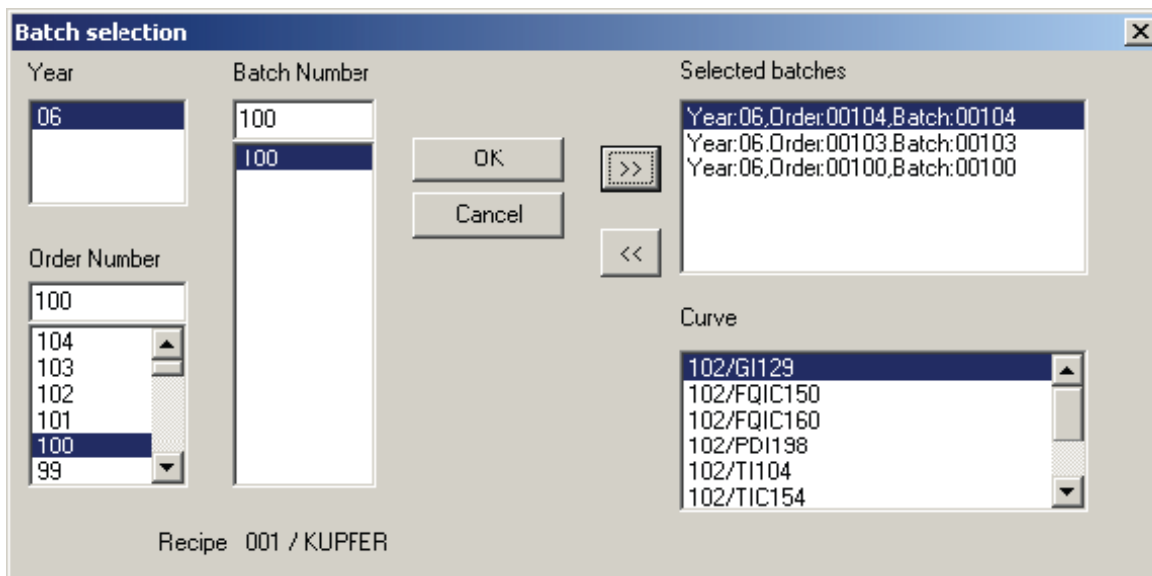 Batch selection
Year
06
Batch Number
100
100
OK
Cancel
>>
<<
Order Number
100
104
103
102
101
100
99
Selected batches
Year:06,Order:00104,Batch:00104
Year:06.Order:00103.Batch:00103
Year:06,Order:00100,Batch:00100
Curve
102/GI129
102/FQIC150
102/FQIC160
102/PDI198
102/TI104
102/TIC154
Recipe 001 / KUPFER